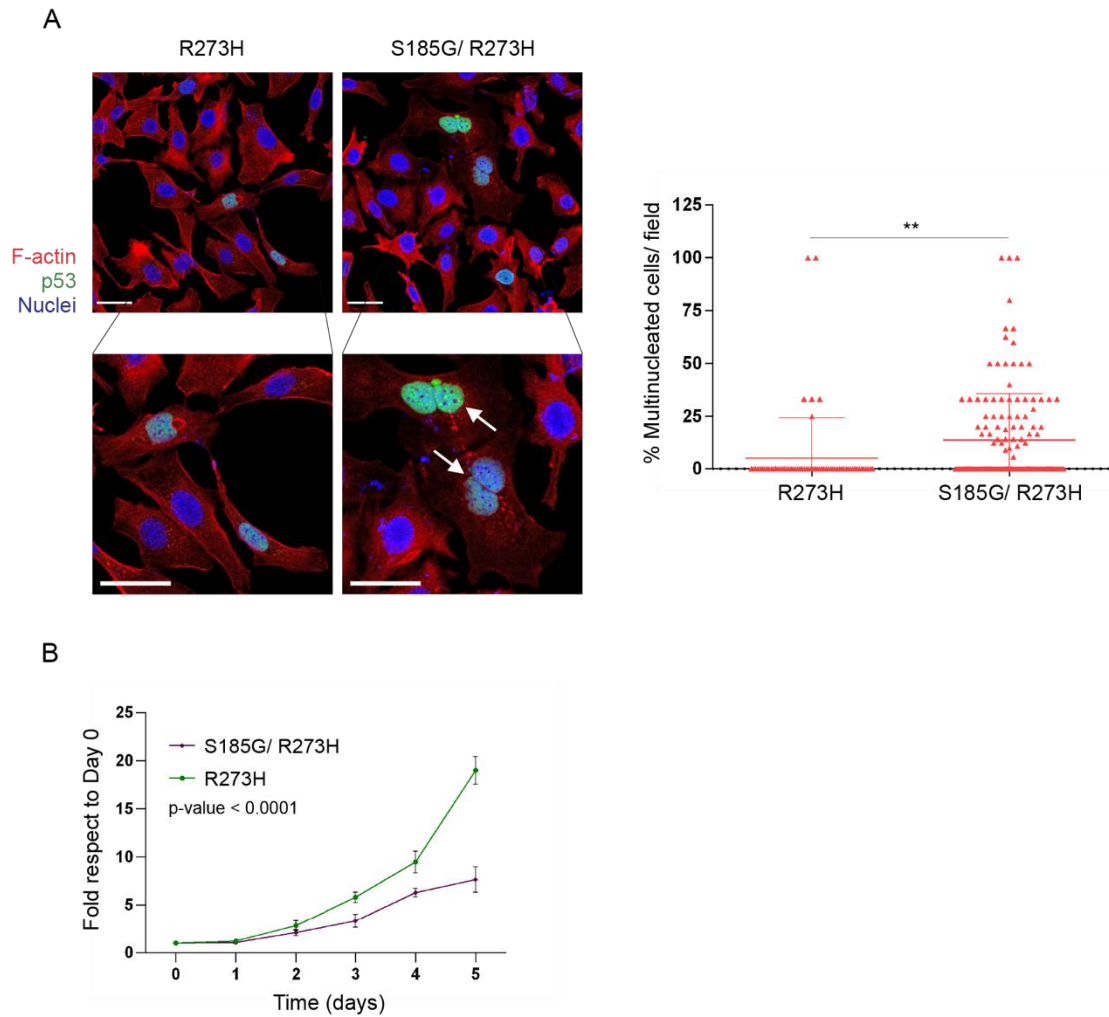 A
R273H
S185G/ R273H
F-actin
p53
Nuclei
% Multinucleated cells/ field
125
100
75
50
25
0
**
R273H
S185G/ R273H
B
Fold respect to Day 0
25
20
15
10
5
0
S185G/ R273H
R273H
p-value < 0.0001
0 1 2 3 4 5
Time (days)